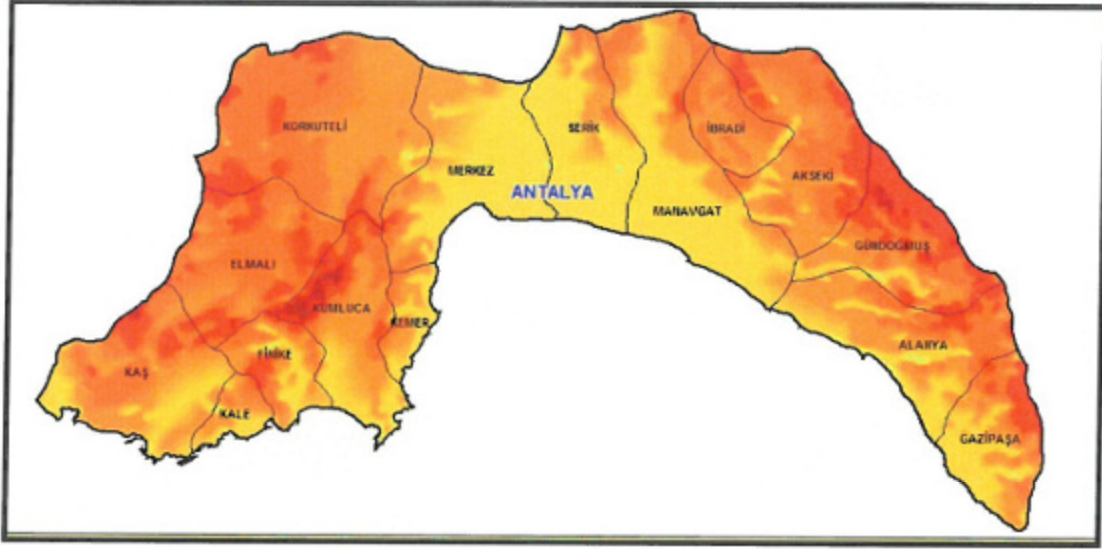 KORKUTELİ
SERİK
İBRADİ
MERKEZ
AKSEKİ
ANTALYA
MANAVGAT
GÜNDOĞMUŞ
ELMALI
KUMLUCA
KEMER
ALANYA
FİNİKE
KAŞ
KALE
GAZİPAŞA